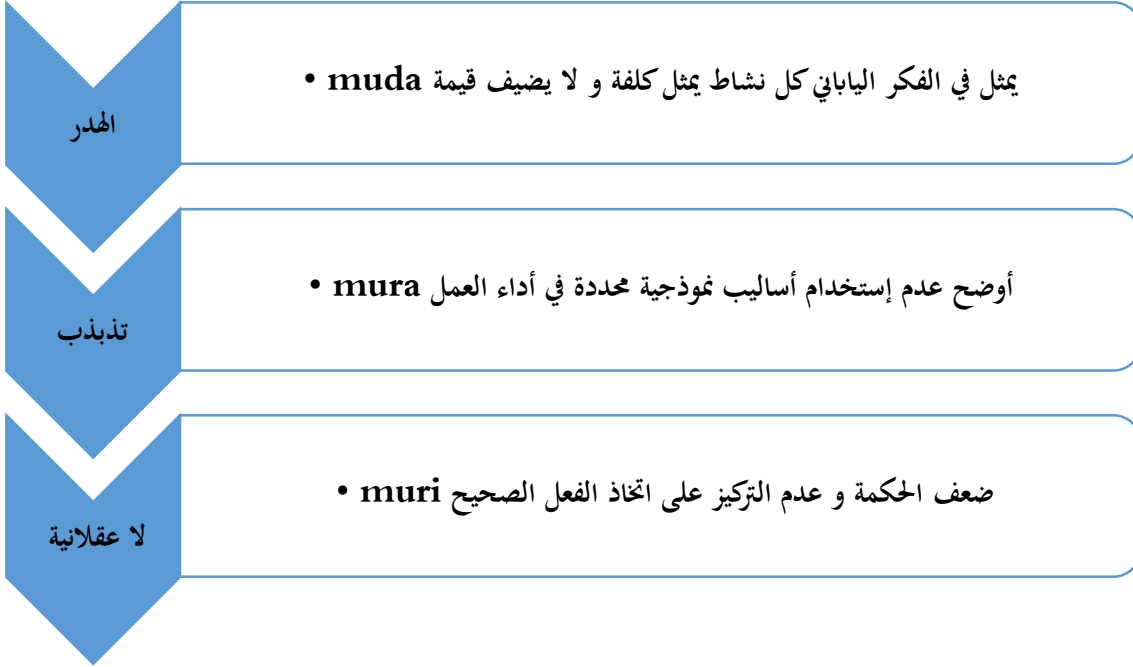 الهدر
• muda يمثل في الفكر الياباني كل نشاط يمثل كلفة و لا يضيف قيمة
تذبذب
• mura أوضح عدم إستخدام أساليب نموذجية محددة في أداء العمل
لا عقلانية
• muri ضعف الحكمة و عدم التركيز على اتخاذ الفعل الصحيح